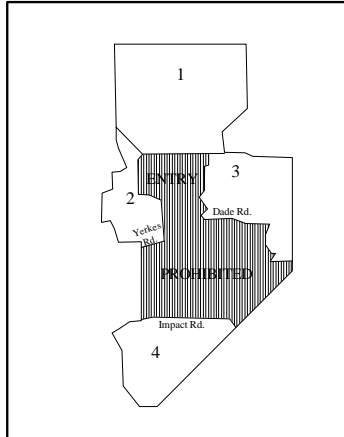 1
ENTRY
3
2
Dade Rd.
Yerkes
Rd.
PROHIBITED
Impact Rd.
4